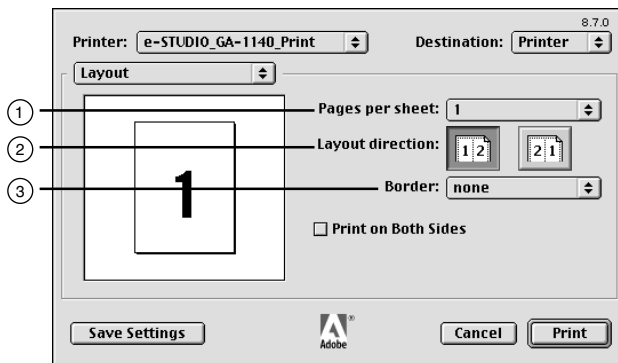 8.7.0
Printer: e-STUDIO_GA-1140_Print Destination: Printer
Layout
1 Pages per sheet: 1
2 Layout direction: 1 2 2 1
3 Border: none
1
Print on Both Sides
Save Settings Adobe ® Cancel Print